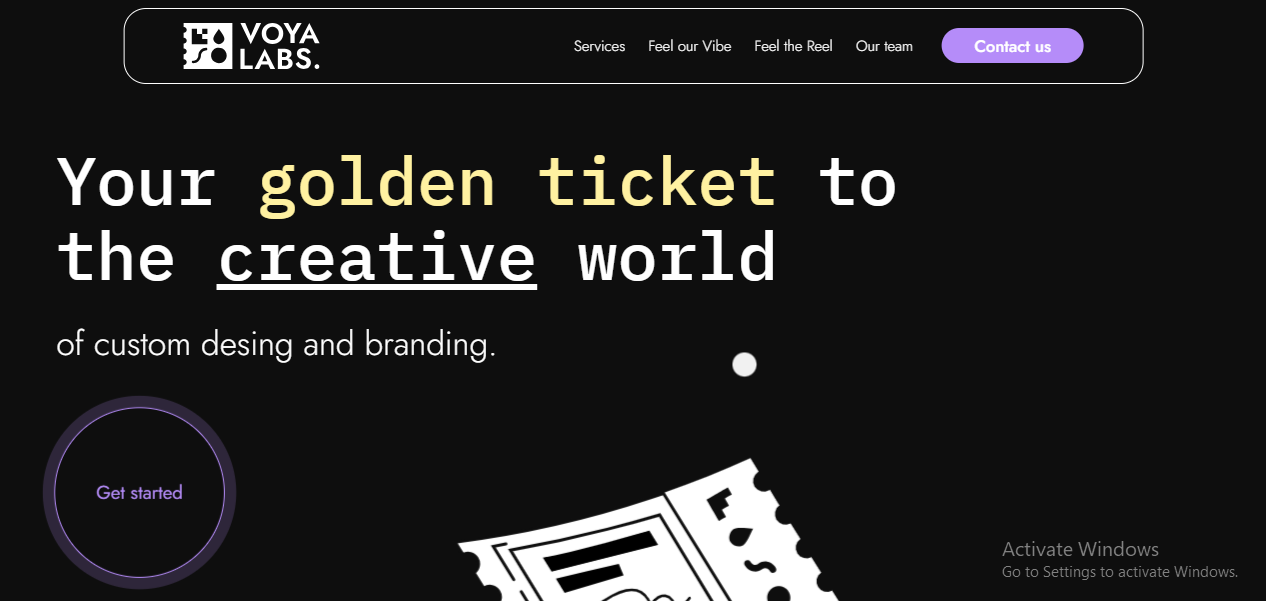 VOYA
LABS.
Services
Feel our Vibe
Feel the Reel
Our team
Contact us
Your golden ticket to
the creative world
of custom desing and branding.
Get started
Activate Windows
Go to Settings to activate Windows.